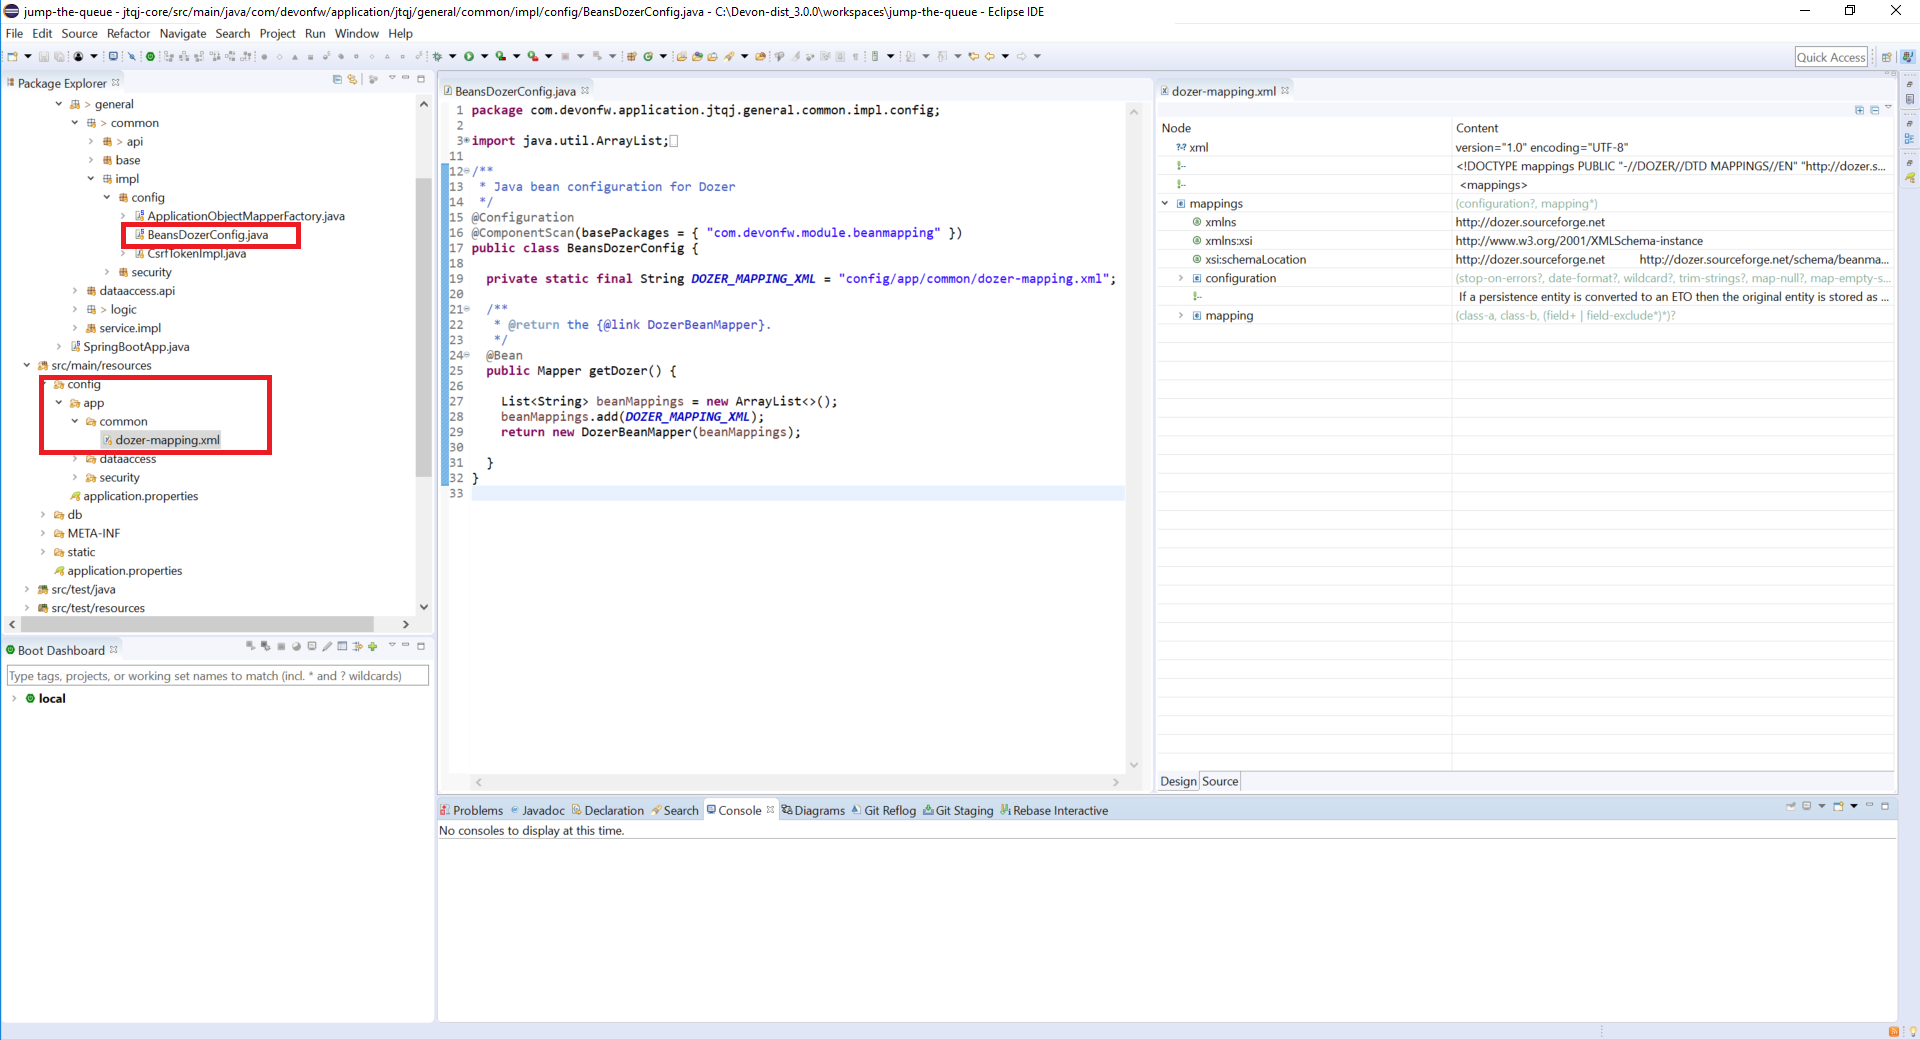 jump-the-queue - jtqj-core/src/main/java/com/devonfw/application/jtqj/general/common/impl/config/BeansDozerConfig.java - C:\Devon-dist_3.0.0\workspaces\jump-the-queue - Eclipse IDE
File Edit Source Refactor Navigate Search Project Run Window Help
Quick Access
Package Explorer
> general
> common
> api
base
impl
config
ApplicationObjectMapperFactory.java
BeansDozerConfig.java
CsrfTokenImpl.java
security
dataaccess.api
> logic
service.impl
SpringBootApp.java
src/main/resources
config
app
common
dozer-mapping.xml
dataaccess
security
application.properties
db
META-INF
static
application.properties
src/test/java
src/test/resources
Boot Dashboard
Type tags, projects, or working set names to match (incl. * and ? wildcards)
local
BeansDozerConfig.java
1 package com.devonfw.application.jtqj.general.common.impl.config;
2
3 import java.util.ArrayList;
11
12 /**
13 * Java bean configuration for Dozer
14 */
15 @Configuration
16 @ComponentScan(basePackages = { "com.devonfw.module.beanmapping" })
17 public class BeansDozerConfig {
18
19 private static final String DOZER_MAPPING_XML = "config/app/common/dozer-mapping.xml";
20
21 /**
22 * @return the {@link DozerBeanMapper}.
23 */
24 @Bean
25 public Mapper getDozer() {
26
27 List<String> beanMappings = new ArrayList<>();
28 beanMappings.add(DOZER_MAPPING_XML);
29 return new DozerBeanMapper(beanMappings);
30
31 }
32 }
33
dozer-mapping.xml
Node Content
xml version="1.0" encoding="UTF-8"
<!DOCTYPE mappings PUBLIC "-//DOZER//DTD MAPPINGS//EN" "http://dozer.s...
<mappings>
mappings (configuration?, mapping*)
xmlns http://dozer.sourceforge.net
xmlns:xsi http://www.w3.org/2001/XMLSchema-instance
xsi:schemaLocation http://dozer.sourceforge.net http://dozer.sourceforge.net/schema/beanma...
configuration (stop-on-errors?, date-format?, wildcard?, trim-strings?, map-null?, map-empty-s...
If a persistence entity is converted to an ETO then the original entity is stored as ...
mapping (class-a, class-b, (field+ | field-exclude*)*)?
Design Source
Problems Javadoc Declaration Search Console Diagrams Git Reflog Git Staging Rebase Interactive
No consoles to display at this time.